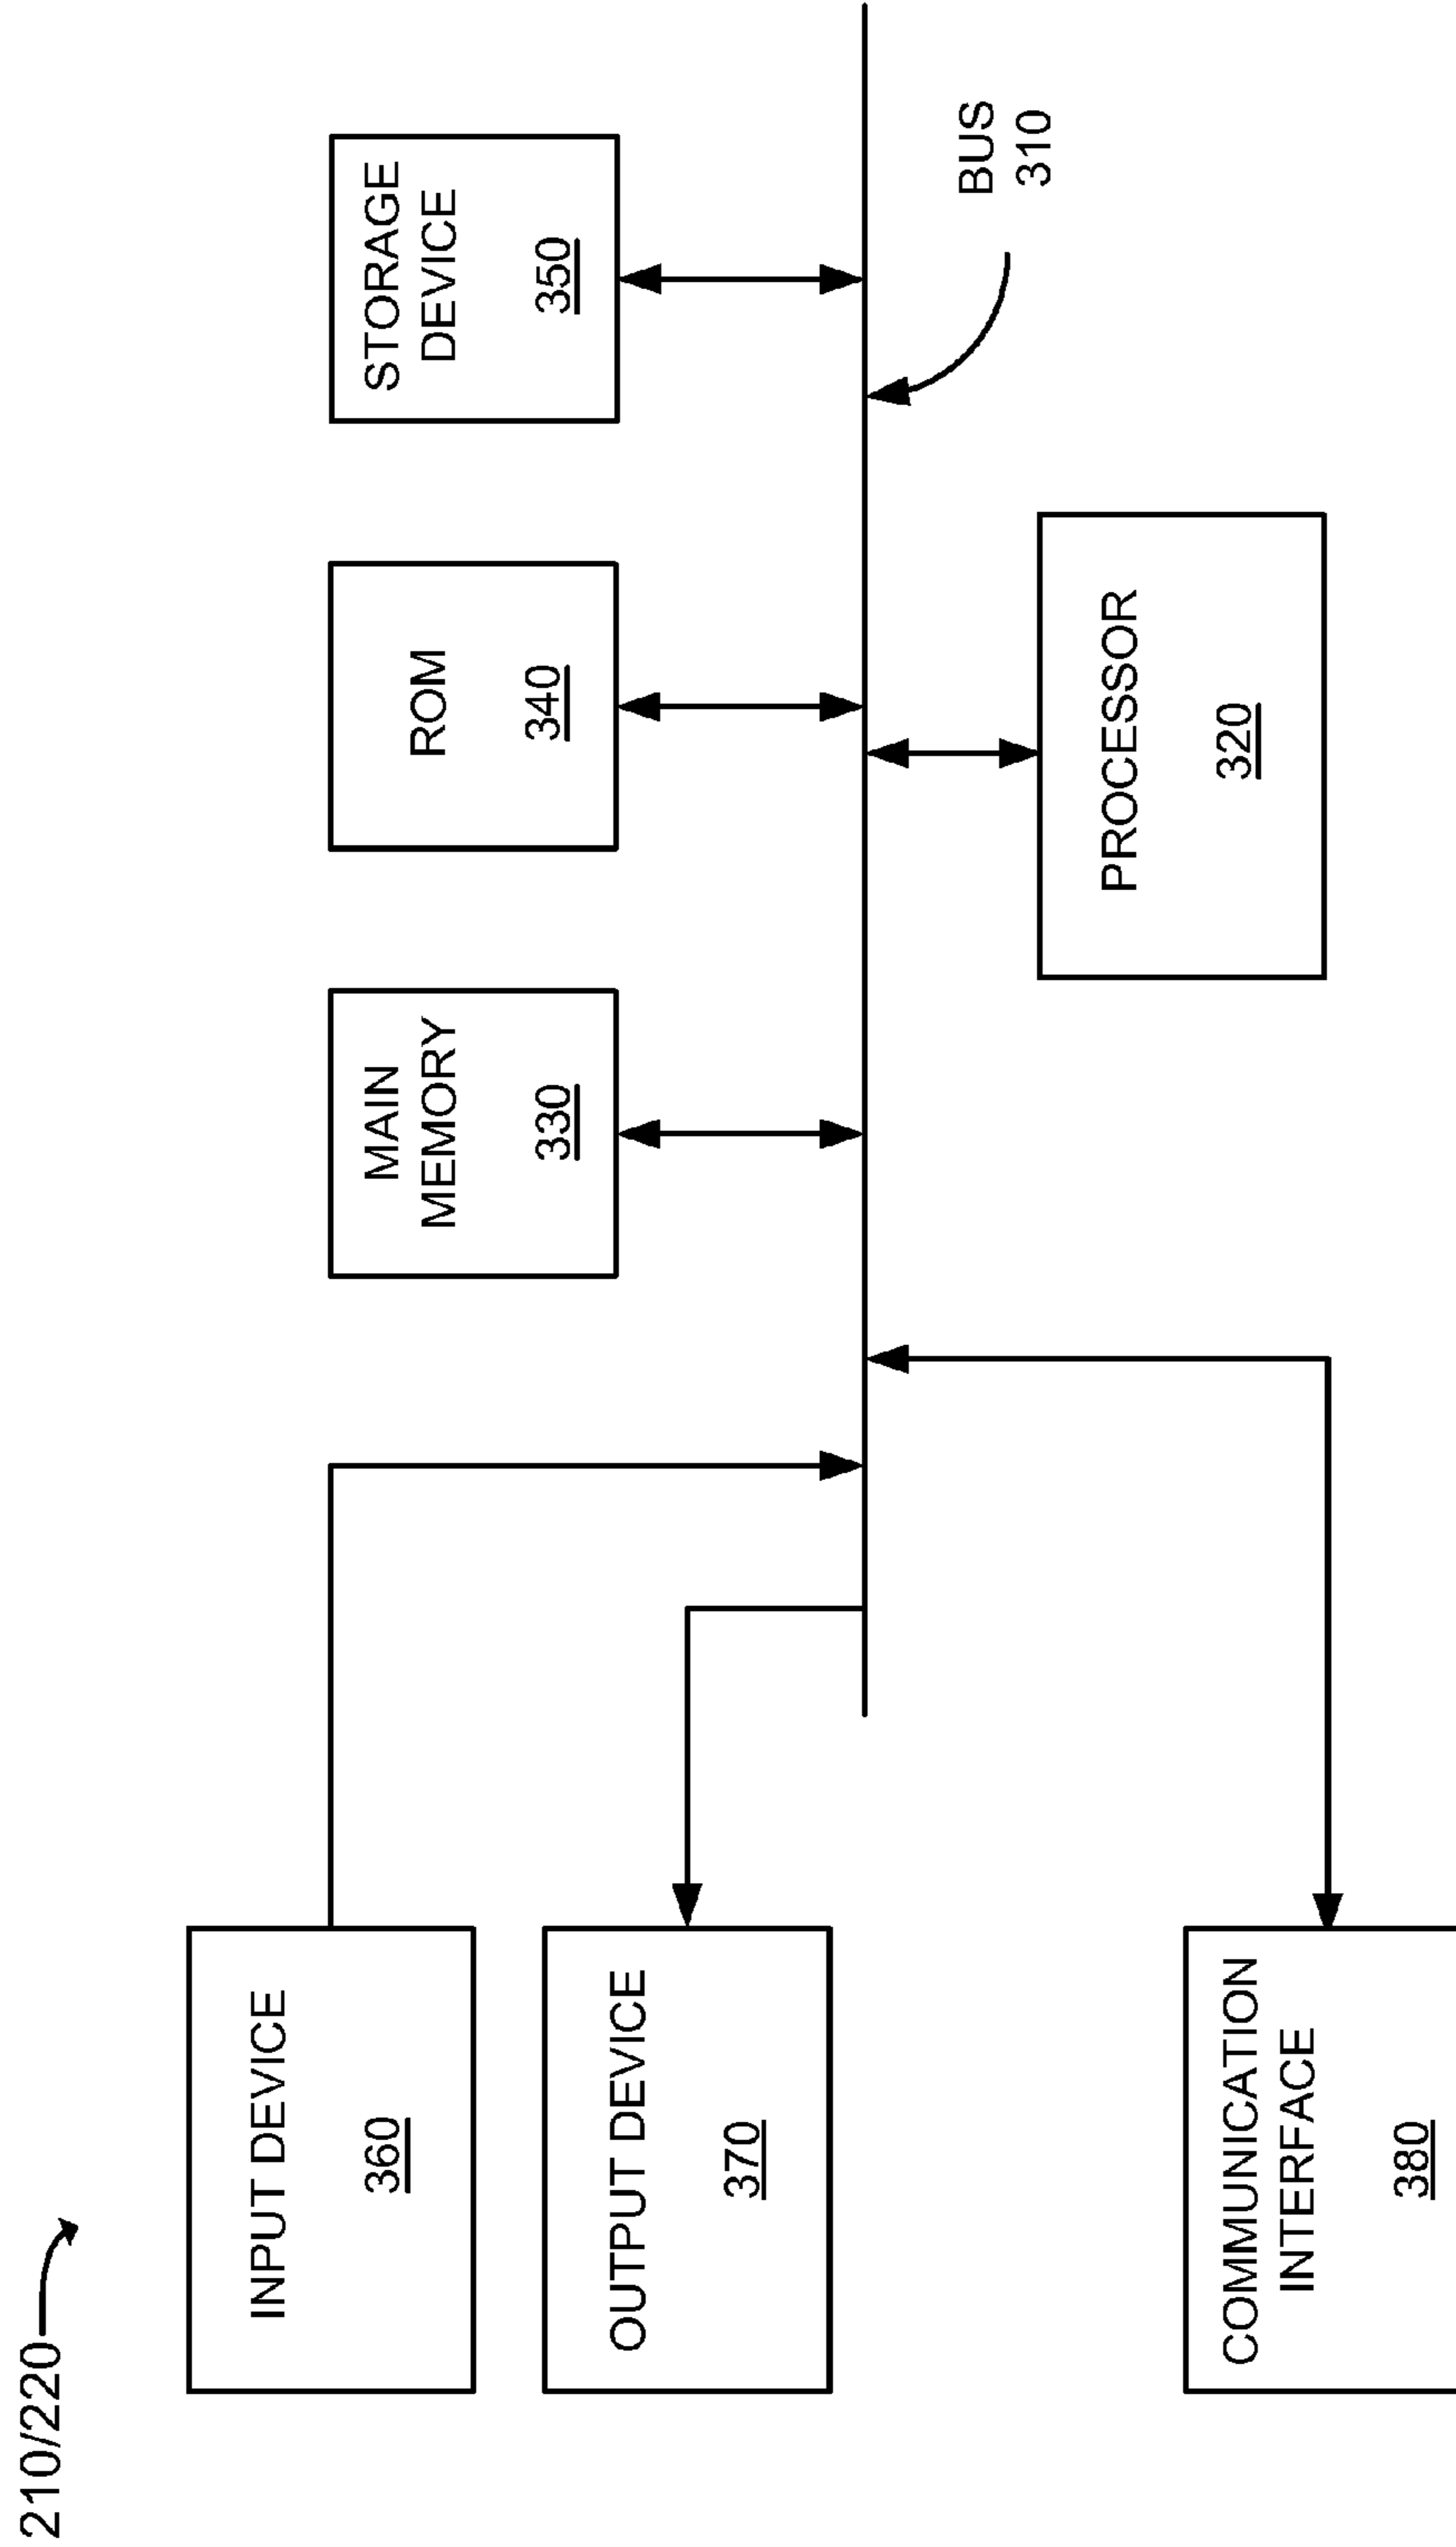 210/220
INPUT DEVICE
360
OUTPUT DEVICE
370
COMMUNICATION
INTERFACE
380
MAIN
MEMORY
330
ROM
340
STORAGE
DEVICE
350
PROCESSOR
320
BUS
310